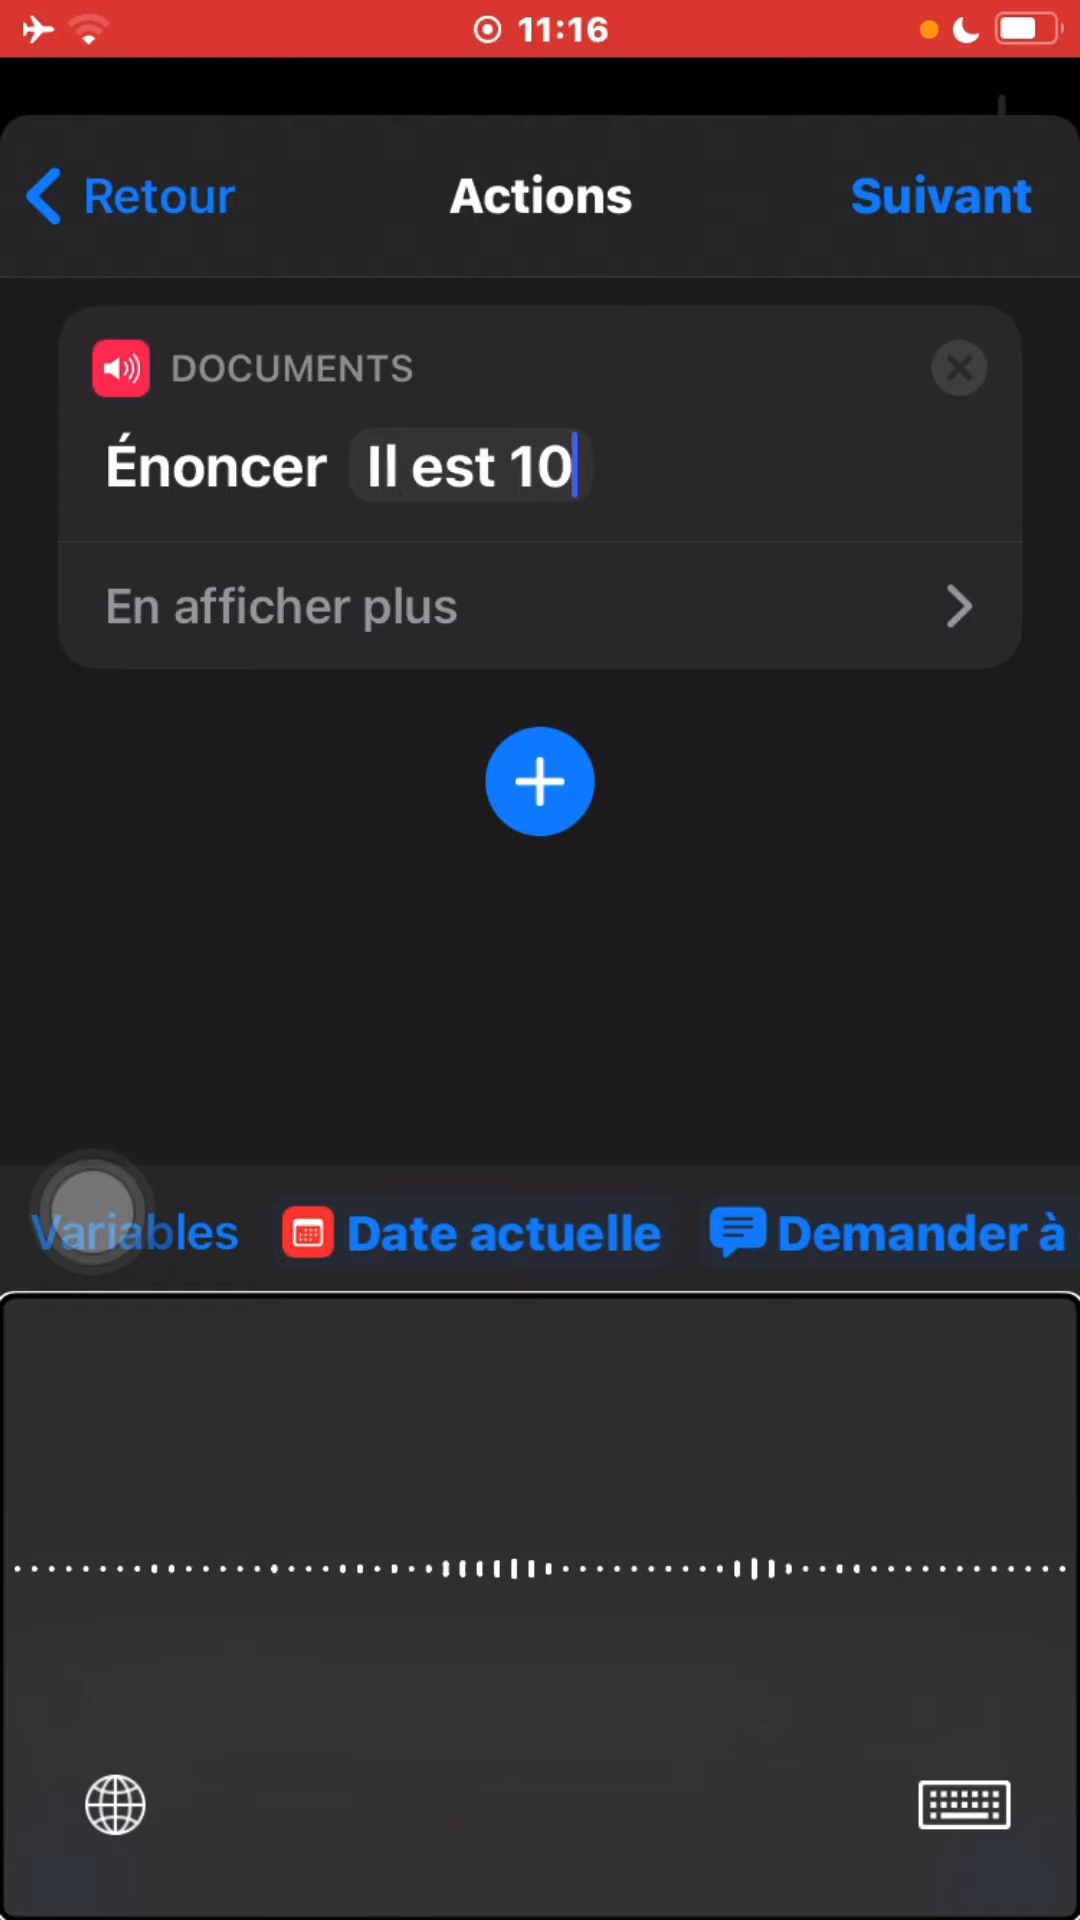 11:16
Retour
Actions
Suivant
DOCUMENTS
Énoncer Il est 10
En afficher plus
Variables
Date actuelle
Demander à